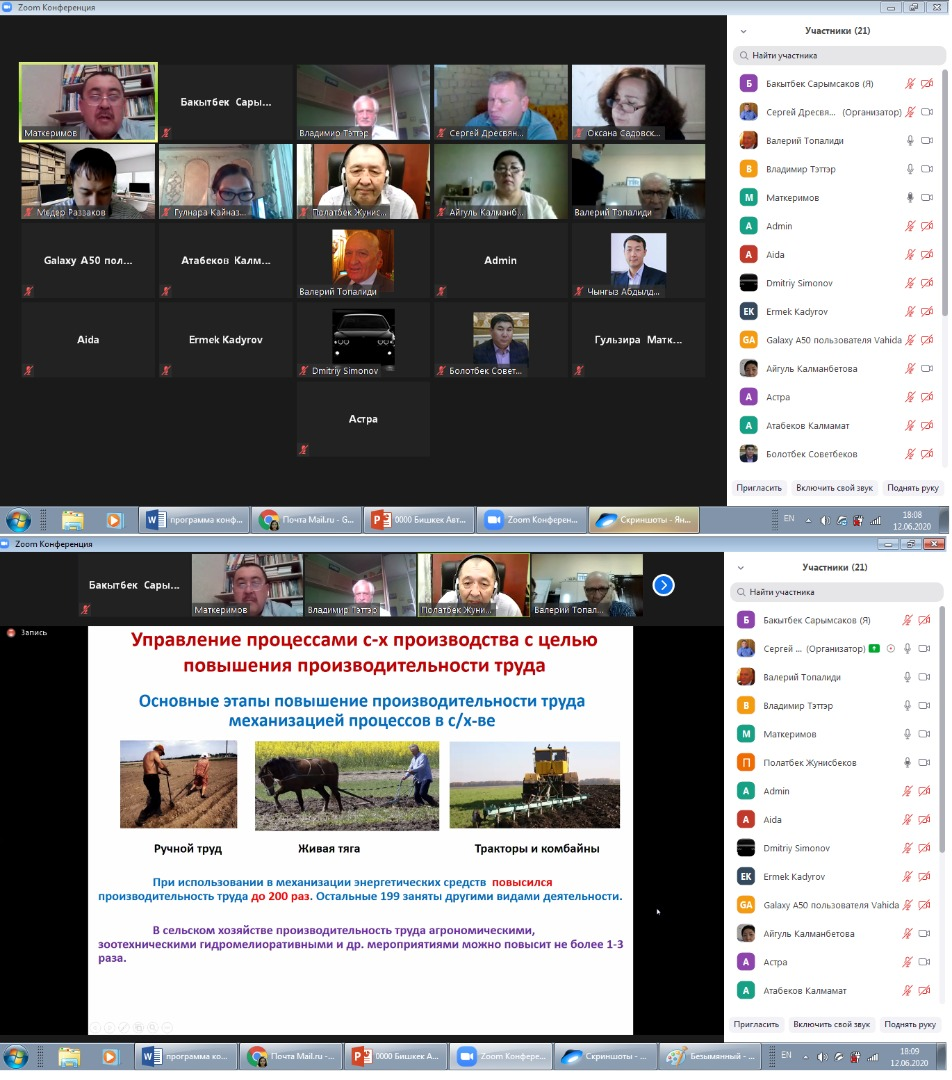 Zoom Конференция
Участники (21)
Найти участника
Маткеримов
Бакытбек Сары...
Владимир Тэттэр
Сергей Дресвян...
Оксана Садовск...
Медер Раззаков
Гулнара Кайназ...
Полатбек Жунис...
Айгуль Калманб...
Валерий Топалиди
Galaxy A50 пол...
Атабеков Калм...
Валерий Топалиди
Admin
Чынгыз Абдылд...
Aida
Ermek Kadyrov
Dmitriy Simonov
Болотбек Совет...
Гульзира Матк...
Астра
Б Бакытбек Сарымсаков (Я)
Сергей Дресвя... (Организатор)
Валерий Топалиди
В Владимир Тэттэр
М Маткеримов
A Admin
A Aida
Dmitriy Simonov
EK Ermek Kadyrov
GA Galaxy A50 пользователя Vahida
Айгуль Калманбетова
А Астра
А Атабеков Калмамат
Болотбек Советбеков
Пригласить Включить свой звук Поднять руку
программа конф... Почта Mail.ru - G... 0000 Бишкек Авт... Zoom Конферен... Скриншоты - Ян... EN 18:08
12.06.2020
Zoom Конференция
Участники (21)
Найти участника
Бакытбек Сары...
Маткеримов
Владимир Тэттэр
Полатбек Жуни...
Валерий Топал...
Запись
Управление процессами с-х производства с целью
повышения производительности труда
Основные этапы повышение производительности труда
механизацией процессов в с/х-ве
Ручной труд Живая тяга Тракторы и комбайны
При использовании в механизации энергетических средств повысился
производительность труда до 200 раз. Остальные 199 заняты другими видами деятельности.
В сельском хозяйстве производительность труда агрономическими,
зоотехническими гидромелиоративными и др. мероприятиями можно повысит не более 1-3
раза.
Б Бакытбек Сарымсаков (Я)
Сергей ... (Организатор)
Валерий Топалиди
В Владимир Тэттэр
М Маткеримов
П Полатбек Жунисбеков
A Admin
A Aida
Dmitriy Simonov
EK Ermek Kadyrov
GA Galaxy A50 пользователя Vahida
Айгуль Калманбетова
А Астра
А Атабеков Калмамат
Пригласить Включить свой звук Поднять руку
программа ко... Почта Mail.ru -... 0000 Бишкек А... Zoom Конфере... Скриншоты - ... Безымянный - ... EN 18:09
12.06.2020